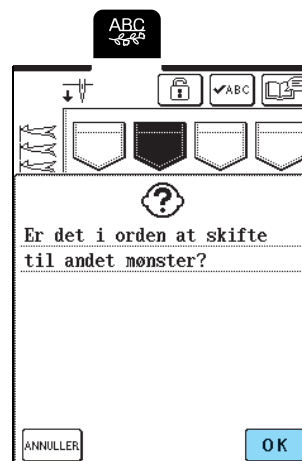 ABC
ABC
Er det i orden at skifte
til andet mønster?
ANNULLER
OK